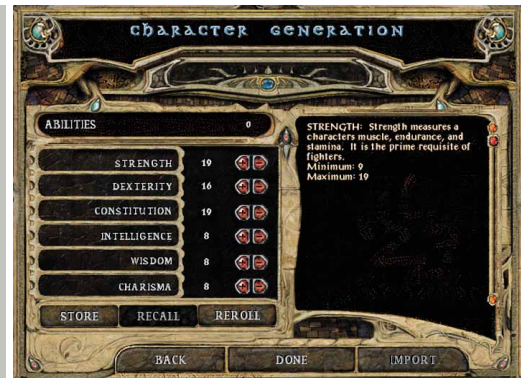 CHARACTER GENERATION
ABILITIES 0
STRENGTH 19
DEXTERITY 16
CONSTITUTION 19
INTELLIGENCE 8
WISDOM 8
CHARISMA 8
STORE RECALL REROLL
STRENGTH: Strength measures a
characters muscle, endurance, and
stamina. It is the prime requisite of
fighters.
Minimum: 9
Maximum: 19
BACK DONE IMPORT